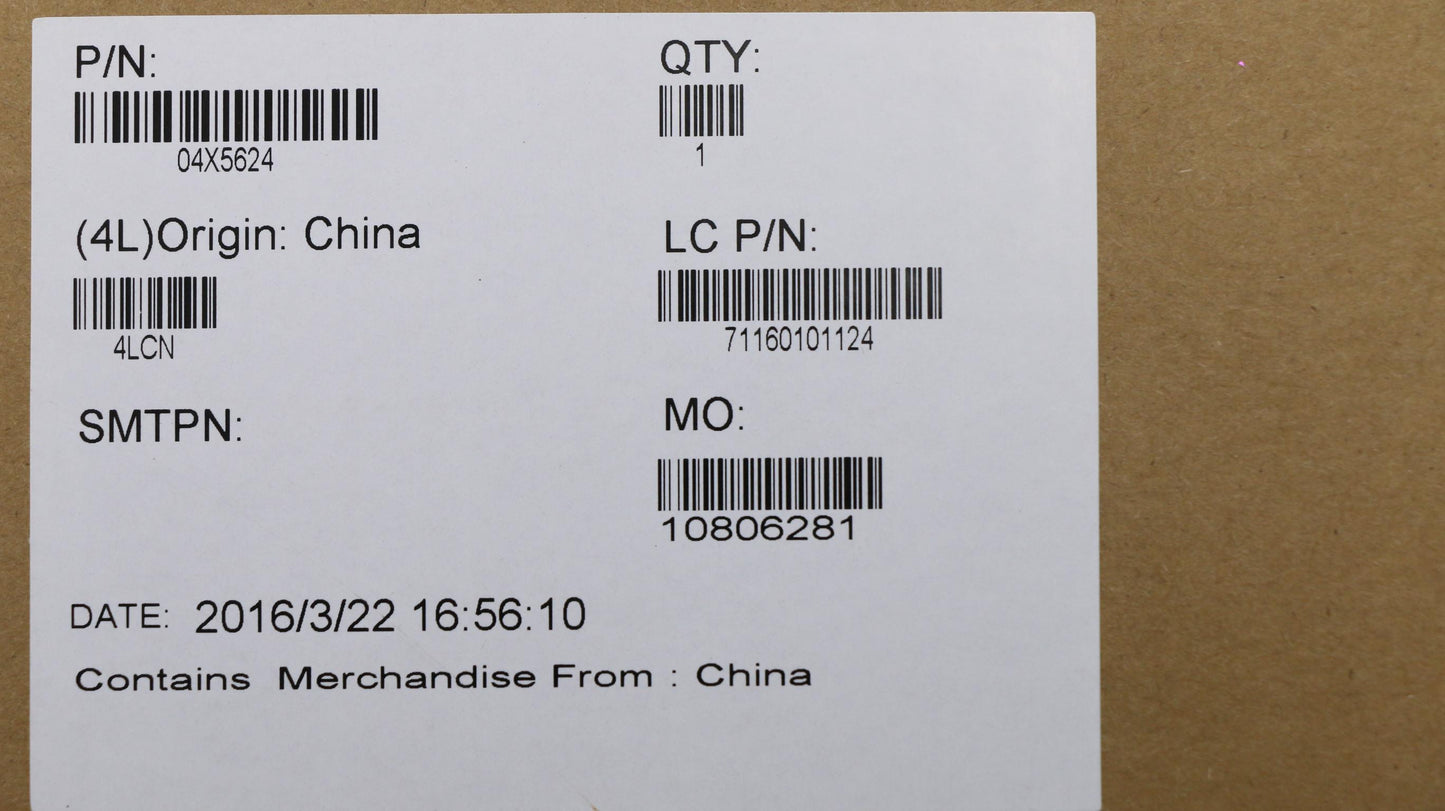 P/N:
04X5624
QTY:
1
(4L)Origin: China
4LCN
LC P/N:
71160101124
SMTPN:
MO:
10806281
DATE: 2016/3/22 16:56:10
Contains Merchandise From : China